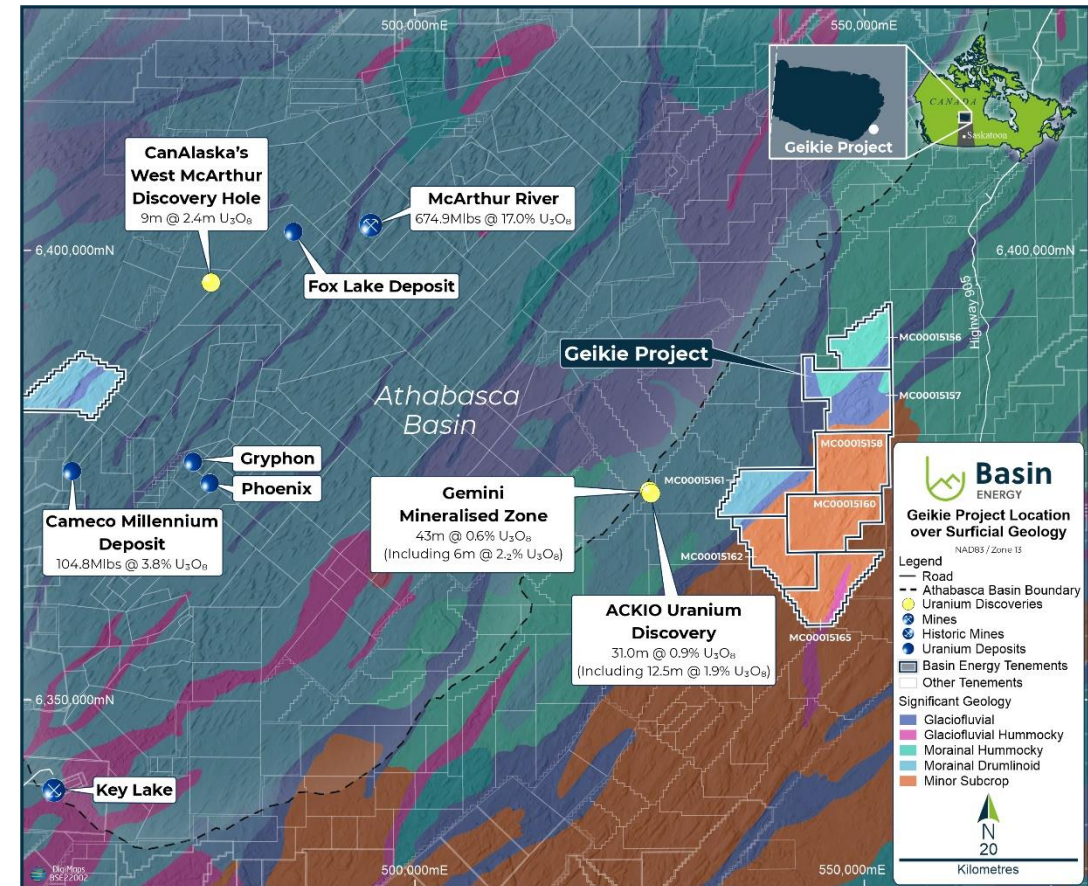 500,000mE
550,000mE
CANADA
Saskatoon
Geikie Project
CanAlaska's
West McArthur
Discovery Hole
9m @ 2.4m U₃O₈
McArthur River
674.9Mlbs @ 17.0% U₃O₈
6,400,000mN
6,400,000mN
Fox Lake Deposit
Highway 905
MC00015156
Geikie Project
MC00015157
Athabasca
Basin
MC00015158
Gryphon
Phoenix
MC00015161
MC00015160
Gemini
Mineralised Zone
43m @ 0.6% U₃O₈
(Including 6m @ 2.2% U₃O₈)
Cameco Millennium
Deposit
104.8Mlbs @ 3.8% U₃O₈
MC00015162
ACKIO Uranium
Discovery
31.0m @ 0.9% U₃O₈
(Including 12.5m @ 1.9% U₃O₈)
MC00015165
6,350,000mN
Key Lake
Basin
ENERGY
Geikie Project Location
over Surficial Geology
NAD83 / Zone 13
Legend
Road
Athabasca Basin Boundary
Uranium Discoveries
Mines
Historic Mines
Uranium Deposits
Basin Energy Tenements
Other Tenements
Significant Geology
Glaciofluvial
Glaciofluvial Hummocky
Morainal Hummocky
Morainal Drumlinoid
Minor Subcrop
N
20
Kilometres
DigiMaps
BSE22002
500,000mE
550,000mE